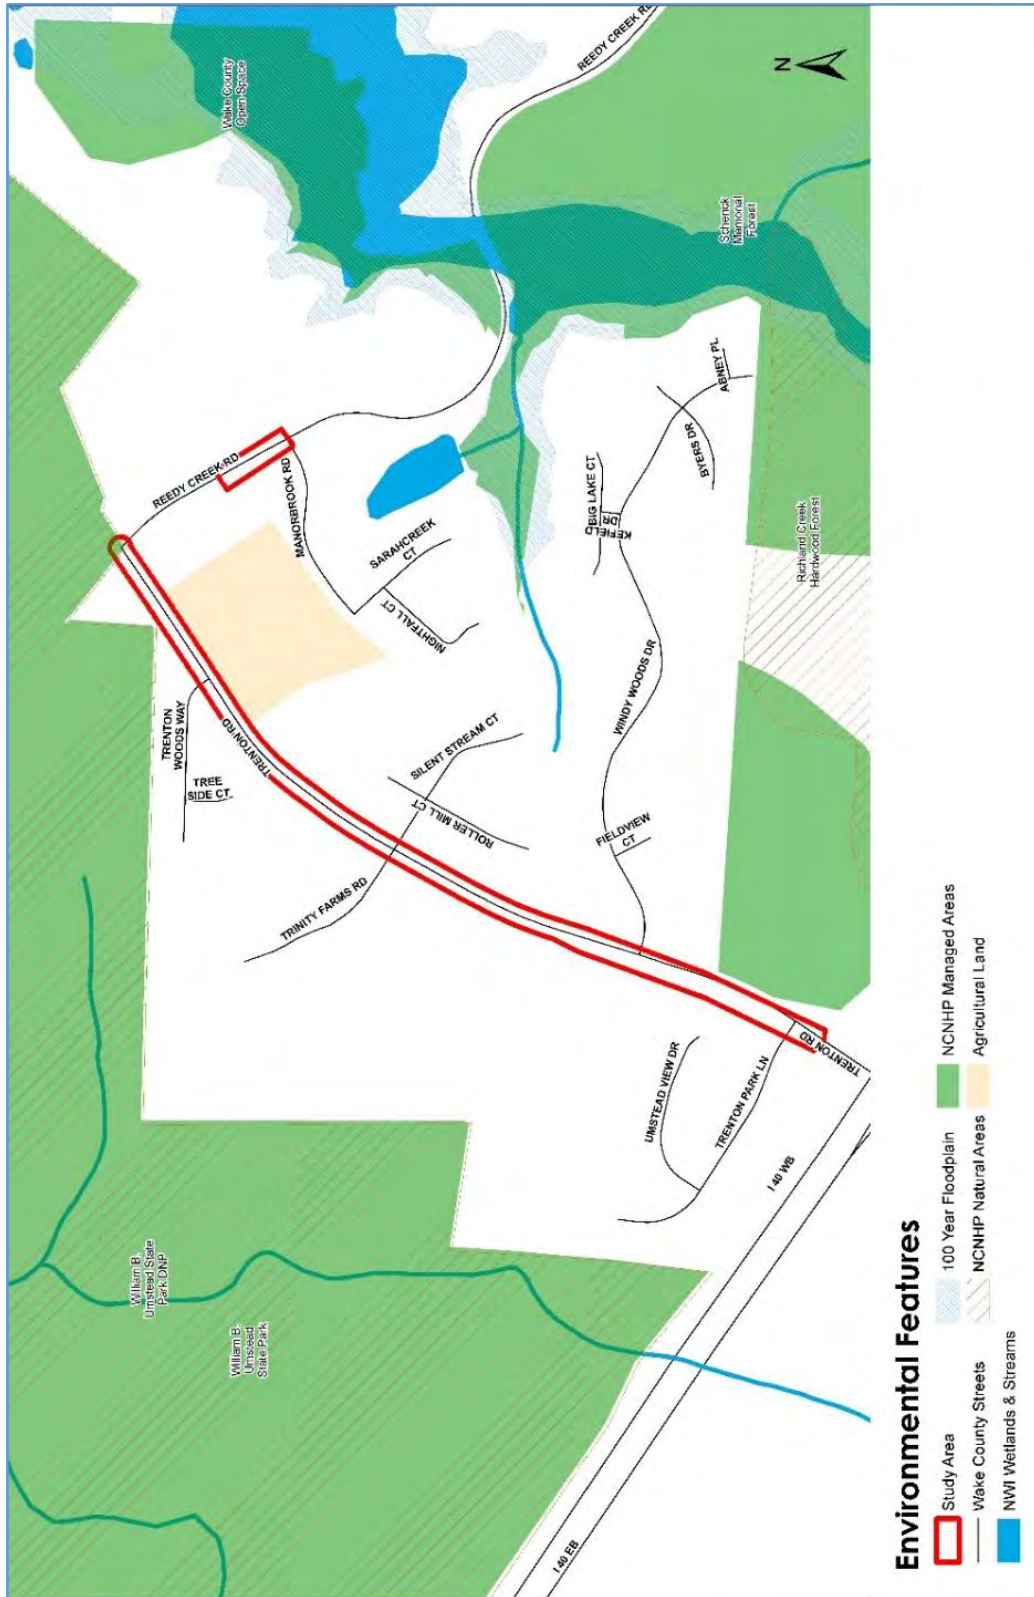 REEDY CREEK RD
Wake County
Open Space
N
Schenck
Memorial
Forest
REEDY CREEK RD
MANORBROOK RD
SARAHCREEK
CT
NIGHTFALL CT
ABNEY PL
BYERS DR
BIG LAKE CT
KEFIELD
DR
Richland Creek
Hardwood Forest
TRENTON
WOODS WAY
TREE
SIDE CT
TRENTON RD
SILENT STREAM CT
ROLLER MILL CT
WINDY WOODS DR
FIELDVIEW
CT
TRINITY FARMS RD
UMSTEAD VIEW DR
TRENTON PARK LN
TRENTON RD
I 40 WB
William B.
Umstead State
Park DNP
William B.
Umstead
State Park
I 40 EB
Environmental Features
Study Area
Wake County Streets
NWI Wetlands & Streams
100 Year Floodplain
NCNHP Natural Areas
NCNHP Managed Areas
Agricultural Land